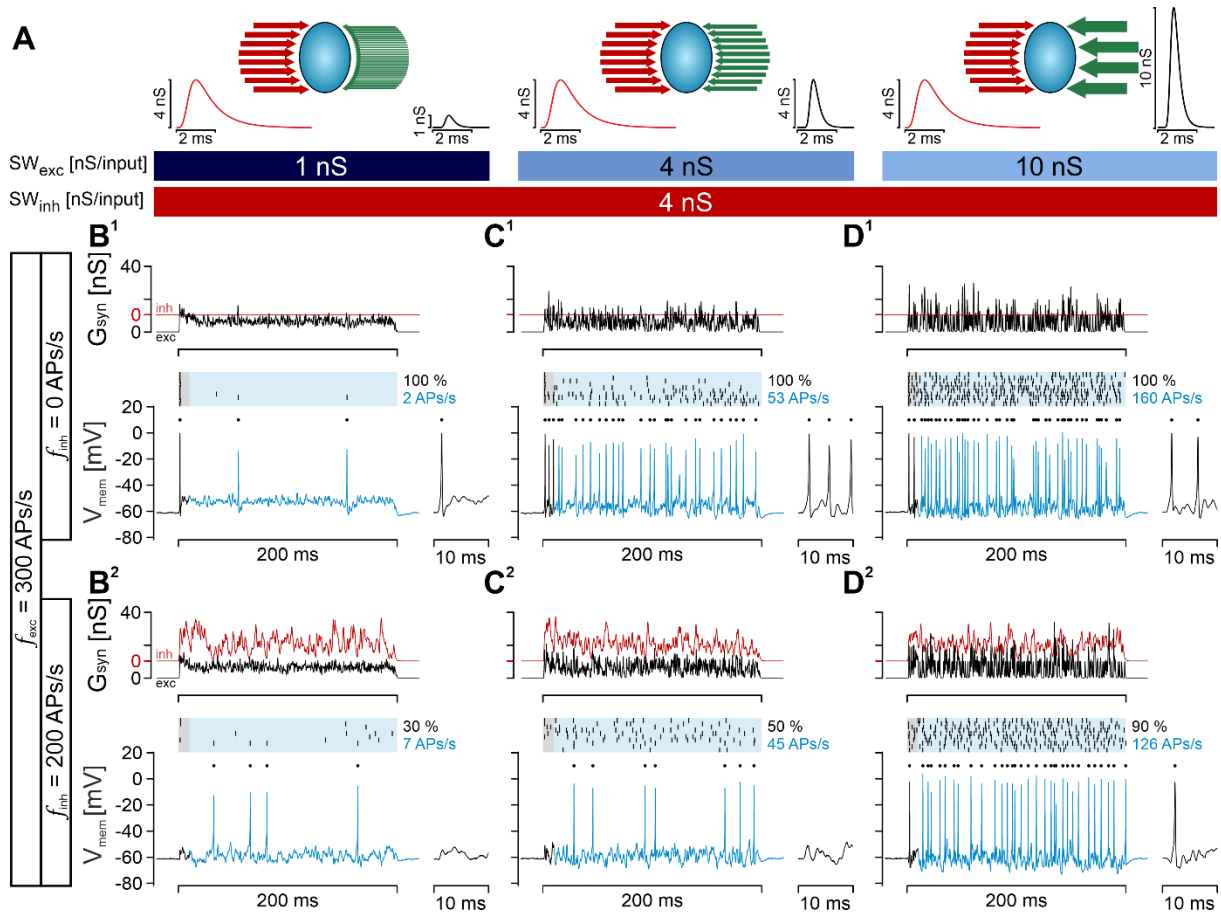 A
4 nS
2 ms
1 nS
2 ms
4 nS
2 ms
4 nS
2 ms
4 nS
2 ms
10 nS
2 ms
SWexc [nS/input]
1 nS
4 nS
10 nS
SWinh [nS/input]
4 nS
fexc = 300 APs/s
finh = 0 APs/s
B1
C1
D1
Gsyn [nS]
40
inh
0
0
exc
100 %
2 APs/s
100 %
53 APs/s
100 %
160 APs/s
Vmem [mV]
20
0
-20
-40
-60
-80
200 ms
10 ms
200 ms
10 ms
200 ms
10 ms
finh = 200 APs/s
B2
C2
D2
Gsyn [nS]
40
inh
0
0
exc
30 %
7 APs/s
50 %
45 APs/s
90 %
126 APs/s
Vmem [mV]
20
0
-20
-40
-60
-80
200 ms
10 ms
200 ms
10 ms
200 ms
10 ms